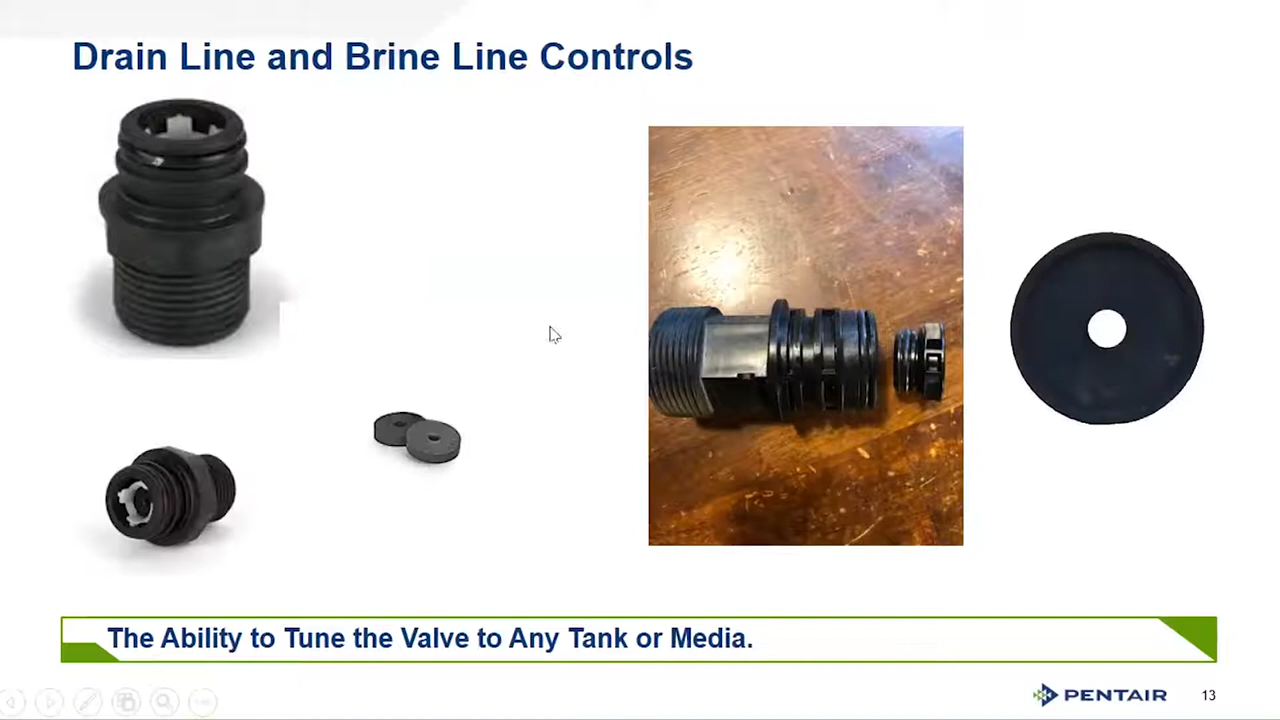 Drain Line and Brine Line Controls
The Ability to Tune the Valve to Any Tank or Media.
PENTAIR
13